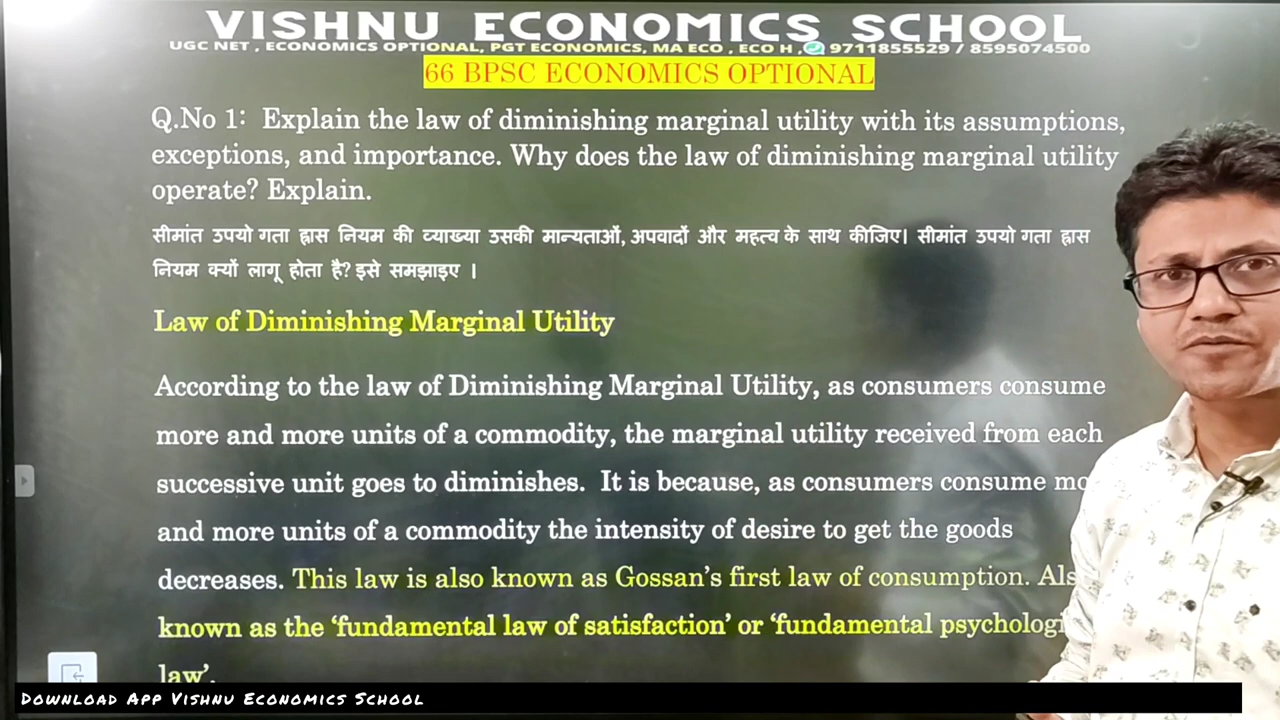 VISHNU ECONOMICS SCHOOL
UGC NET , ECONOMICS OPTIONAL, PGT ECONOMICS, MA ECO , ECO H , 9711855529 / 8595074500
66 BPSC ECONOMICS OPTIONAL
Q.No 1: Explain the law of diminishing marginal utility with its assumptions,
exceptions, and importance. Why does the law of diminishing marginal utility
operate? Explain.
सीमांत उपयो गता ह्रास नियम की व्याख्या उसकी मान्यताओं, अपवादों और महत्व के साथ कीजिए। सीमांत उपयो गता ह्रास
नियम क्यों लागू होता है? इसे समझाइए ।
Law of Diminishing Marginal Utility
According to the law of Diminishing Marginal Utility, as consumers consume
more and more units of a commodity, the marginal utility received from each
successive unit goes to diminishes. It is because, as consumers consume
and more units of a commodity the intensity of desire to get the goods
decreases. This law is also known as Gossan's first law of consumption.
known as the 'fundamental law of satisfaction' or 'fundamental
law'.
Download App Vishnu Economics School